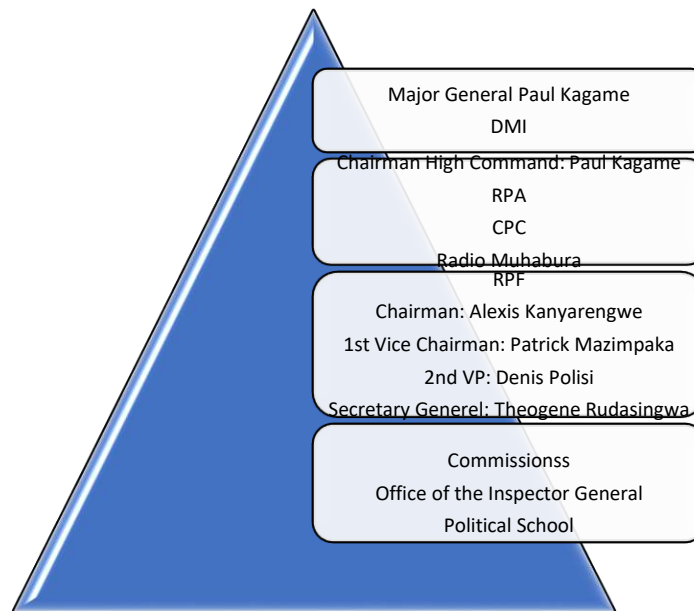 Major General Paul Kagame
DMI
Chairman High Command: Paul Kagame
RPA
CPC
Radio Muhabura
RPF
Chairman: Alexis Kanyarengwe
1st Vice Chairman: Patrick Mazimpaka
2nd VP: Denis Polisi
Secretary Generel: Theogene Rudasingwa
Commissionss
Office of the Inspector General
Political School